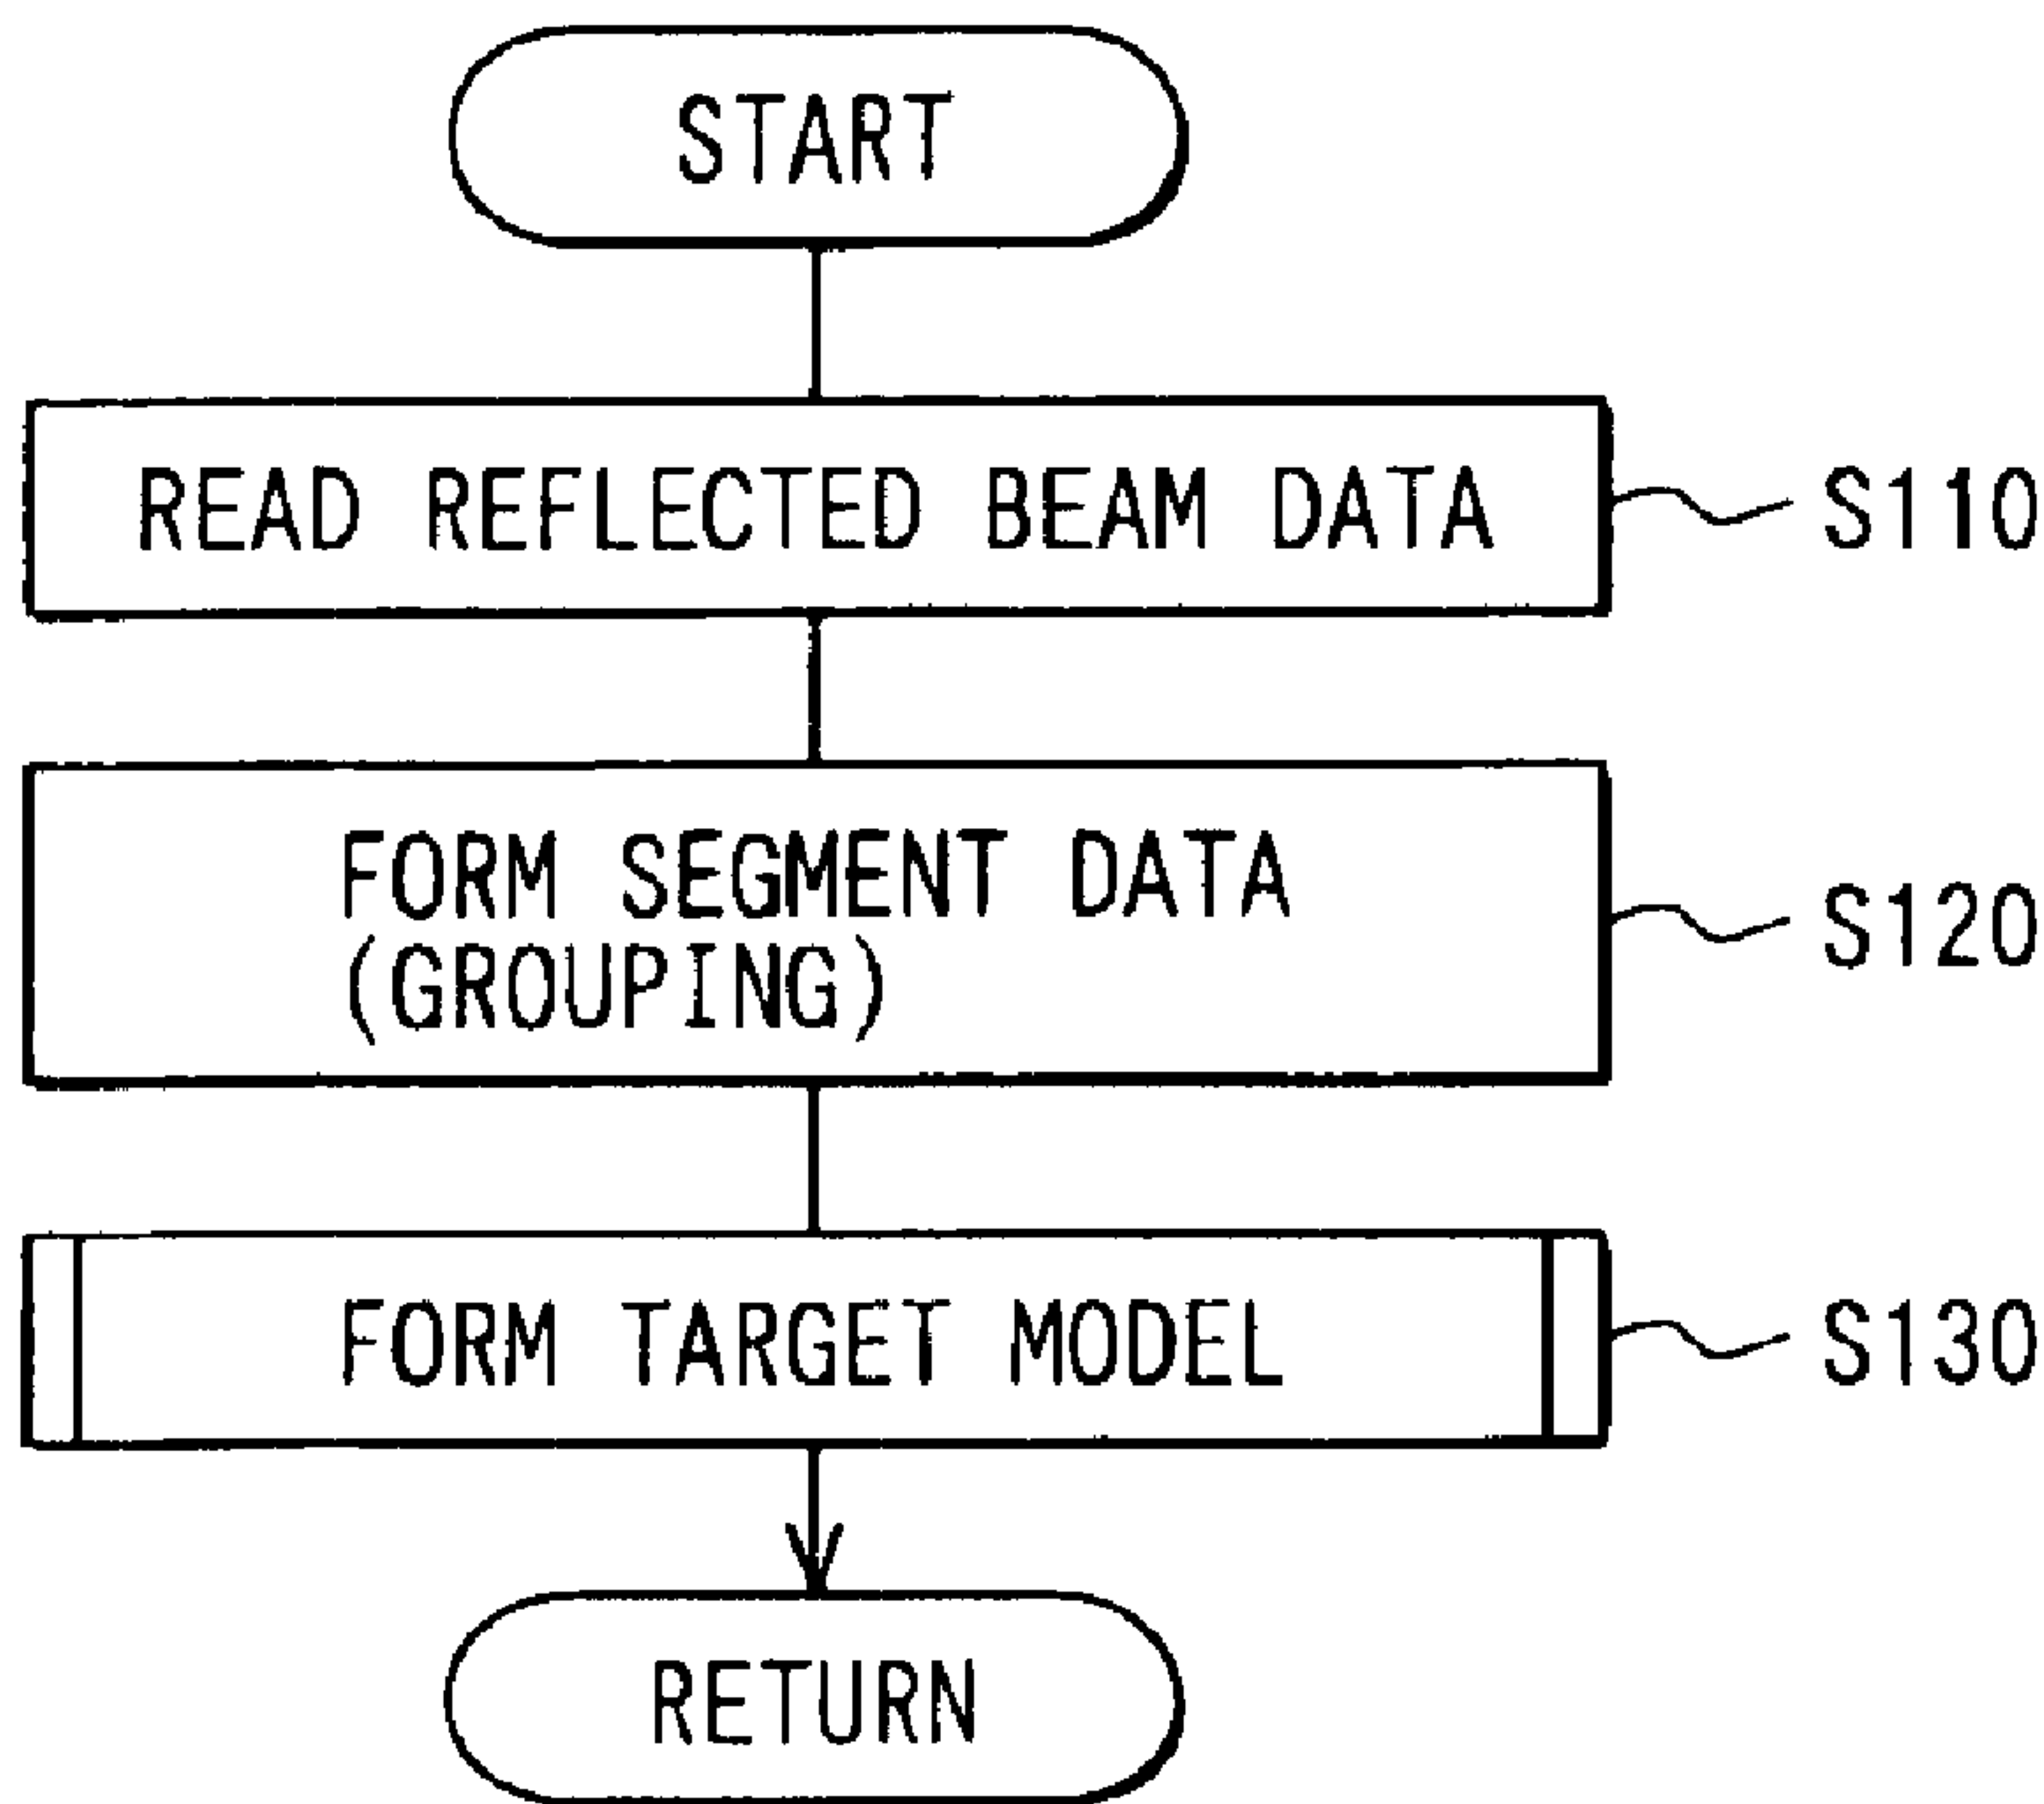 START
READ REFLECTED BEAM DATA
S110
FORM SEGMENT DATA
(GROUPING)
S120
FORM TARGET MODEL
S130
RETURN